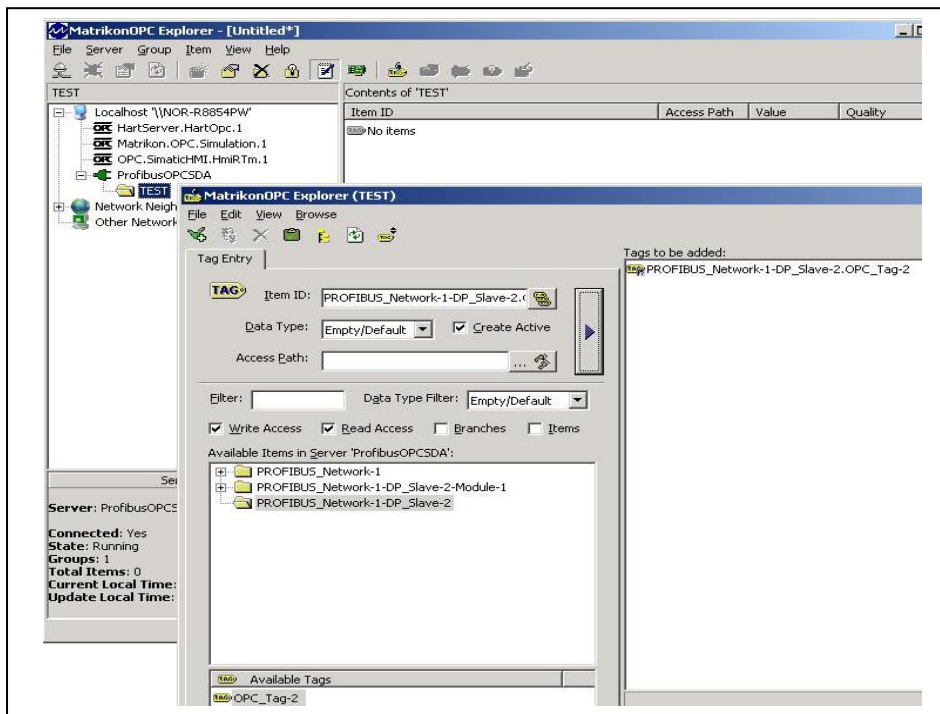 MatrikonOPC Explorer - [Untitled*]
File Server Group Item View Help
TEST
Contents of 'TEST'
Localhost '\\NOR-R8854PW'
HartServer.HartOpc.1
Matrikon.OPC.Simulation.1
OPC.SimaticHMI.HmiRTm.1
ProfibusOPCSDA
TEST
Network Neigh
Other Network
Item ID Access Path Value Quality
No items
MatrikonOPC Explorer (TEST)
File Edit View Browse
Tag Entry
TAG
Item ID: PROFIBUS_Network-1-DP_Slave-2.(
Data Type: Empty/Default Create Active
Access Path: ...
Filter: Data Type Filter: Empty/Default
Write Access Read Access Branches Items
Available Items in Server 'ProfibusOPCSDA':
PROFIBUS_Network-1
PROFIBUS_Network-1-DP_Slave-2-Module-1
PROFIBUS_Network-1-DP_Slave-2
Available Tags
OPC_Tag-2
Tags to be added:
PROFIBUS_Network-1-DP_Slave-2.OPC_Tag-2
Ser
Server: ProfibusOPCS
Connected: Yes
State: Running
Groups: 1
Total Items: 0
Current Local Time:
Update Local Time: